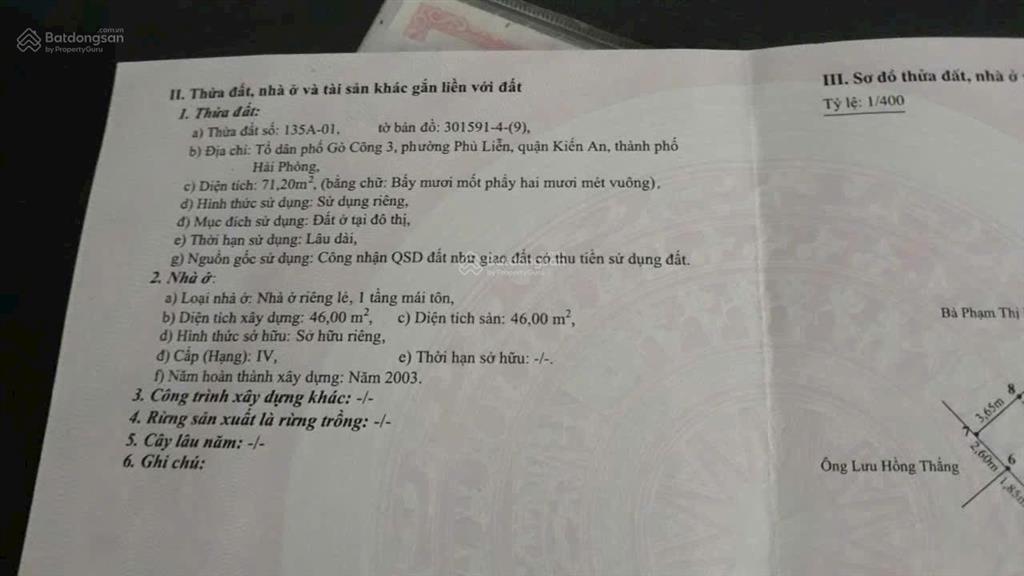 Batdongsan.com.vn
by PropertyGuru
II. Thửa đất, nhà ở và tài sản khác gắn liền với đất
1. Thửa đất:
a) Thửa đất số: 135A-01, tờ bản đồ: 301591-4-(9),
b) Địa chỉ: Tổ dân phố Gò Công 3, phường Phù Liễn, quận Kiến An, thành phố
Hải Phòng,
c) Diện tích: 71,20m², (bằng chữ: Bẩy mươi mốt phẩy hai mươi mét vuông),
d) Hình thức sử dụng: Sử dụng riêng,
đ) Mục đích sử dụng: Đất ở tại đô thị,
e) Thời hạn sử dụng: Lâu dài,
g) Nguồn gốc sử dụng: Công nhận QSD đất như giao đất có thu tiền sử dụng đất.
2. Nhà ở:
a) Loại nhà ở: Nhà ở riêng lẻ, 1 tầng mái tôn,
b) Diện tích xây dựng: 46,00 m², c) Diện tích sàn: 46,00 m²,
d) Hình thức sở hữu: Sở hữu riêng,
đ) Cấp (Hạng): IV, e) Thời hạn sở hữu: -/-.
f) Năm hoàn thành xây dựng: Năm 2003.
3. Công trình xây dựng khác: -/-
4. Rừng sản xuất là rừng trồng: -/-
5. Cây lâu năm: -/-
6. Ghi chú:
III. Sơ đồ thửa đất, nhà ở
Tỷ lệ: 1/400
Bà Phạm Thị
8
3,65m
7
2,60m
6
1,85m
Ông Lưu Hồng Thắng